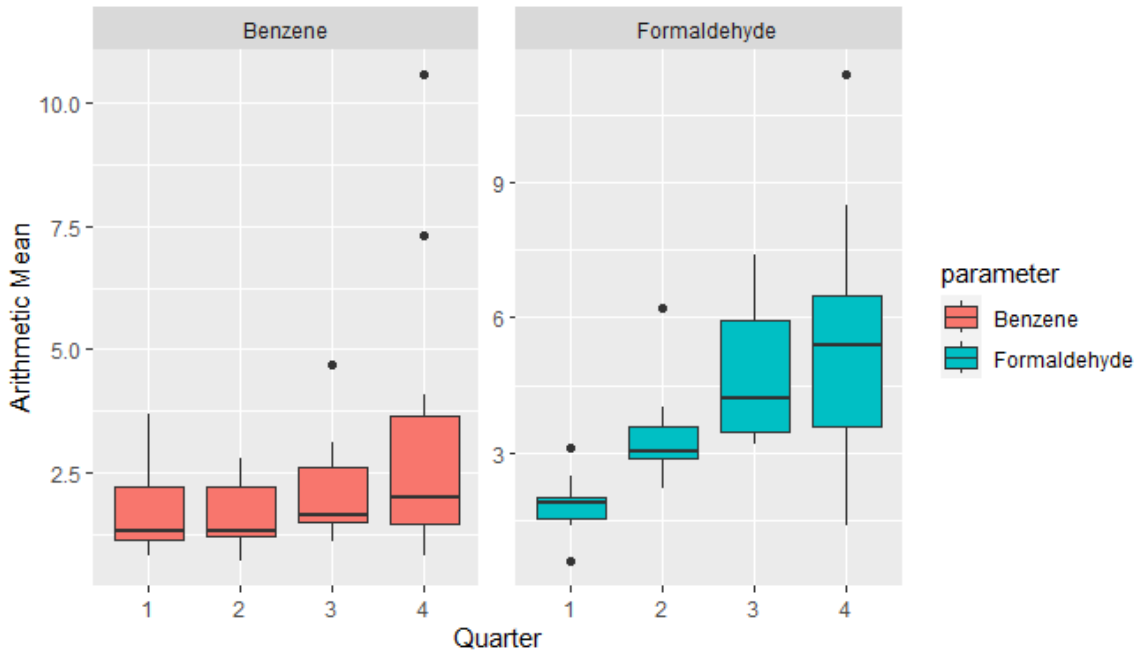 Benzene
Formaldehyde
10.0
7.5
5.0
2.5
9
6
3
Arithmetic Mean
1 2 3 4
1 2 3 4
Quarter
parameter
Benzene
Formaldehyde